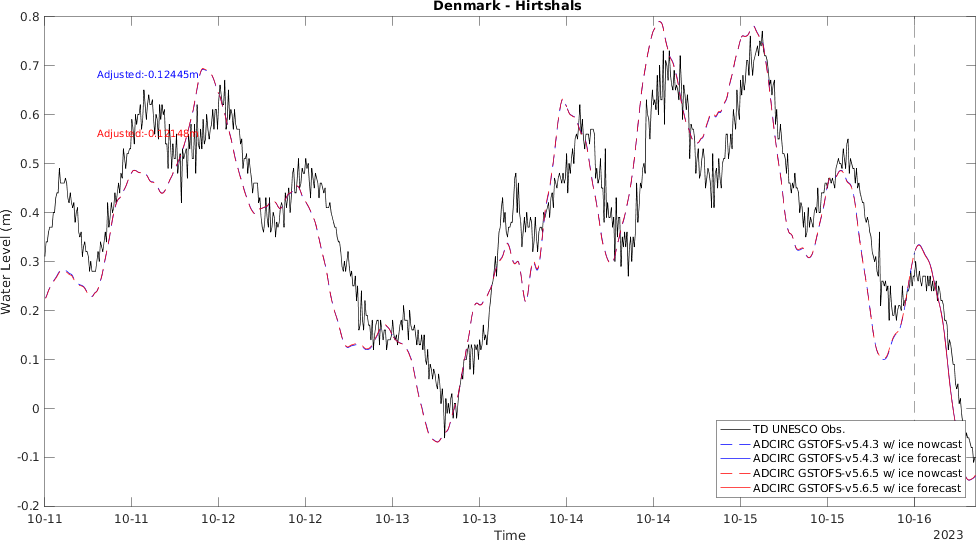 Denmark - Hirtshals
0.8
0.7
0.6
0.5
0.4
0.3
0.2
0.1
0
-0.1
-0.2
Water Level (m)
Adjusted:-0.12445m
Adjusted:-0.12148m
TD UNESCO Obs.
ADCIRC GSTOFS-v5.4.3 w/ ice nowcast
ADCIRC GSTOFS-v5.4.3 w/ ice forecast
ADCIRC GSTOFS-v5.6.5 w/ ice nowcast
ADCIRC GSTOFS-v5.6.5 w/ ice forecast
10-11 10-11 10-12 10-12 10-13 10-13 10-14 10-14 10-15 10-15 10-16
Time
2023